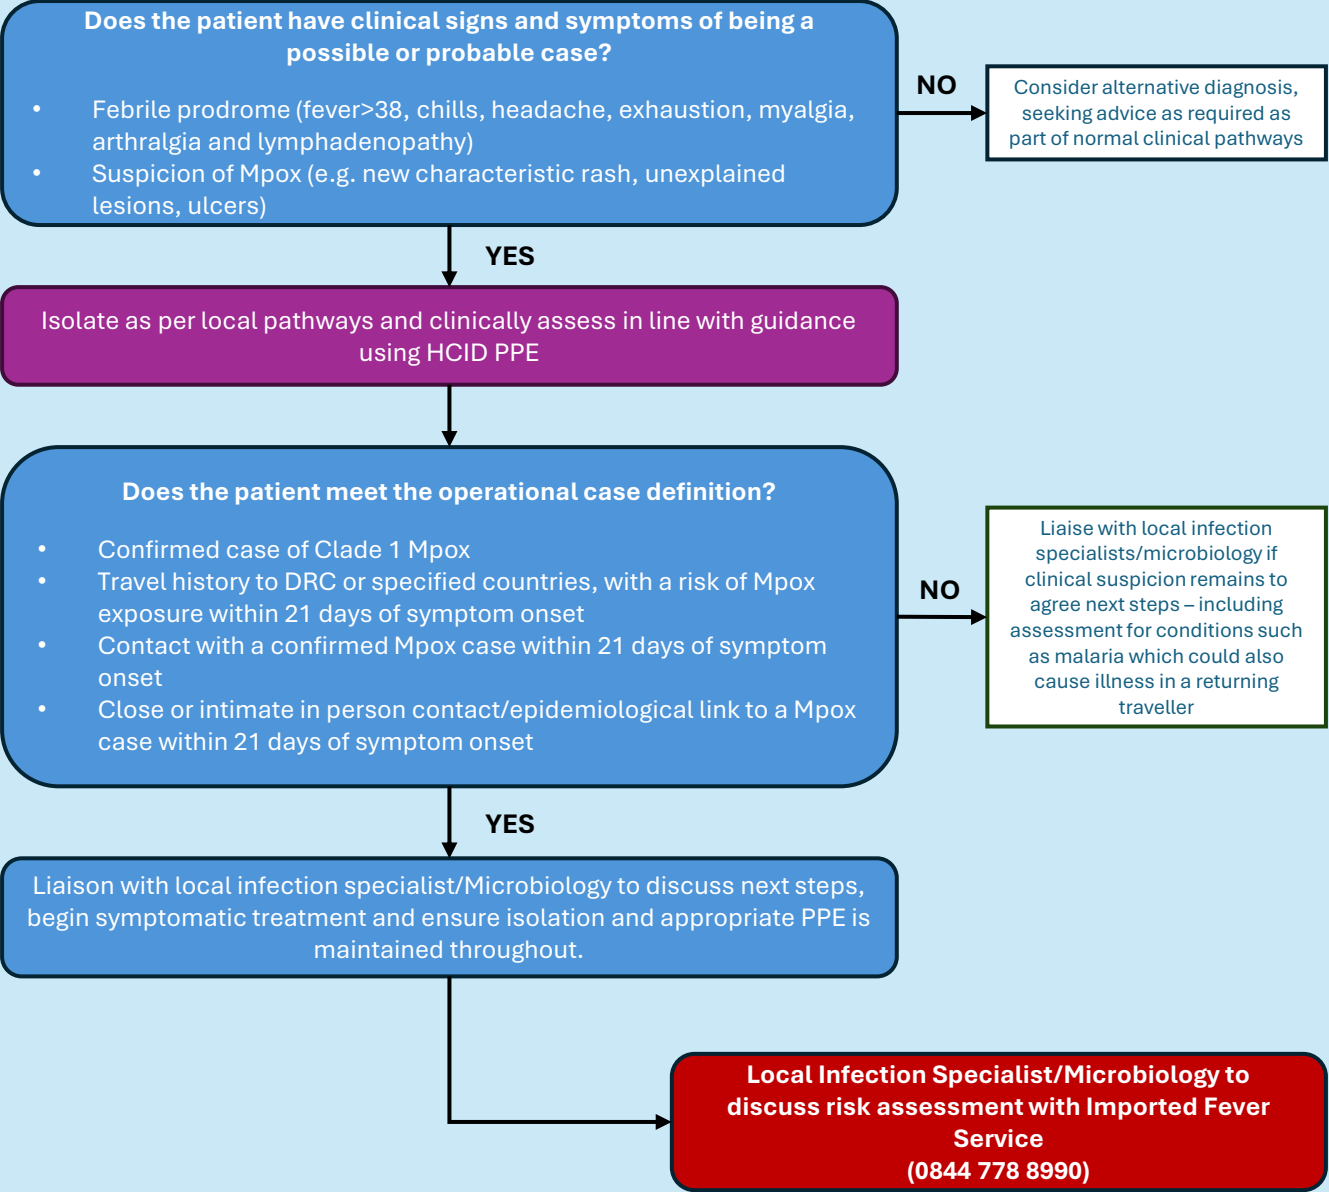 Does the patient have clinical signs and symptoms of being a
possible or probable case?
• Febrile prodrome (fever>38, chills, headache, exhaustion, myalgia,
arthralgia and lymphadenopathy)
• Suspicion of Mpox (e.g. new characteristic rash, unexplained
lesions, ulcers)
NO
Consider alternative diagnosis,
seeking advice as required as
part of normal clinical pathways
YES
Isolate as per local pathways and clinically assess in line with guidance
using HCID PPE
Does the patient meet the operational case definition?
• Confirmed case of Clade 1 Mpox
• Travel history to DRC or specified countries, with a risk of Mpox
exposure within 21 days of symptom onset
• Contact with a confirmed Mpox case within 21 days of symptom
onset
• Close or intimate in person contact/epidemiological link to a Mpox
case within 21 days of symptom onset
NO
Liaise with local infection
specialists/microbiology if
clinical suspicion remains to
agree next steps – including
assessment for conditions such
as malaria which could also
cause illness in a returning
traveller
YES
Liaison with local infection specialist/Microbiology to discuss next steps,
begin symptomatic treatment and ensure isolation and appropriate PPE is
maintained throughout.
Local Infection Specialist/Microbiology to
discuss risk assessment with Imported Fever
Service
(0844 778 8990)